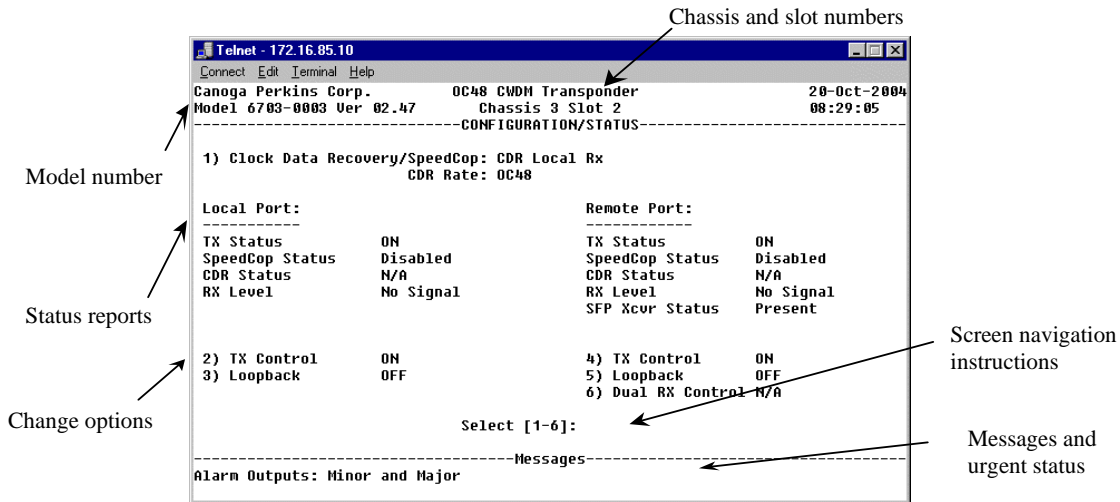 Chassis and slot numbers
Telnet - 172.16.85.10
Connect Edit Terminal Help
Canoga Perkins Corp. OC48 CWDM Transponder 20-Oct-2004
Model 6703-0003 Ver 02.47 Chassis 3 Slot 2 08:29:05
CONFIGURATION/STATUS
1) Clock Data Recovery/SpeedCop: CDR Local Rx
CDR Rate: OC48
Model number
Local Port: Remote Port:
TX Status ON TX Status ON
SpeedCop Status Disabled SpeedCop Status Disabled
CDR Status N/A CDR Status N/A
RX Level No Signal RX Level No Signal
SFP Xcvr Status Present
Status reports
Screen navigation
instructions
2) TX Control ON 4) TX Control ON
3) Loopback OFF 5) Loopback OFF
6) Dual RX Control N/A
Change options
Select [1-6]:
Messages and
urgent status
Messages
Alarm Outputs: Minor and Major